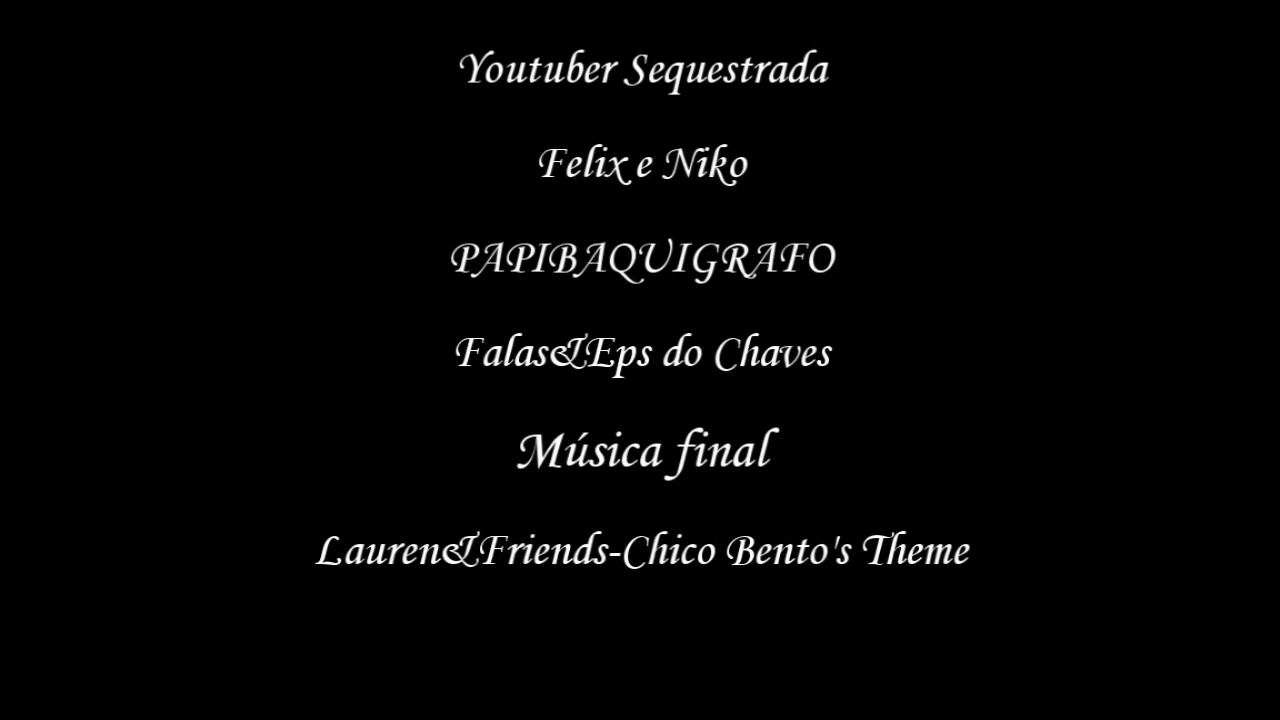 Youtuber Sequestrada
Felix e Niko
PAPIBAQUIGRAFO
Falas&Eps do Chaves
Música final
Lauren&Friends-Chico Bento's Theme